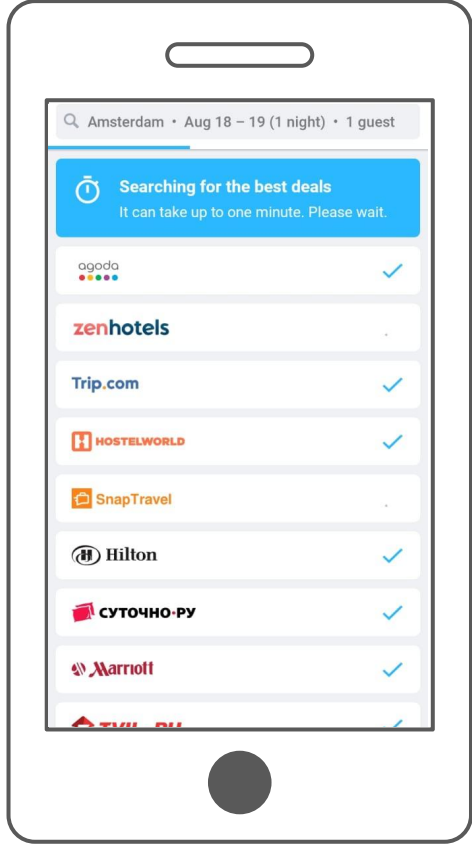 Amsterdam • Aug 18 – 19 (1 night) • 1 guest
Searching for the best deals
It can take up to one minute. Please wait.
agoda
zenhotels
Trip.com
HOSTELWORLD
SnapTravel
Hilton
СУТОЧНО•РУ
Marriott